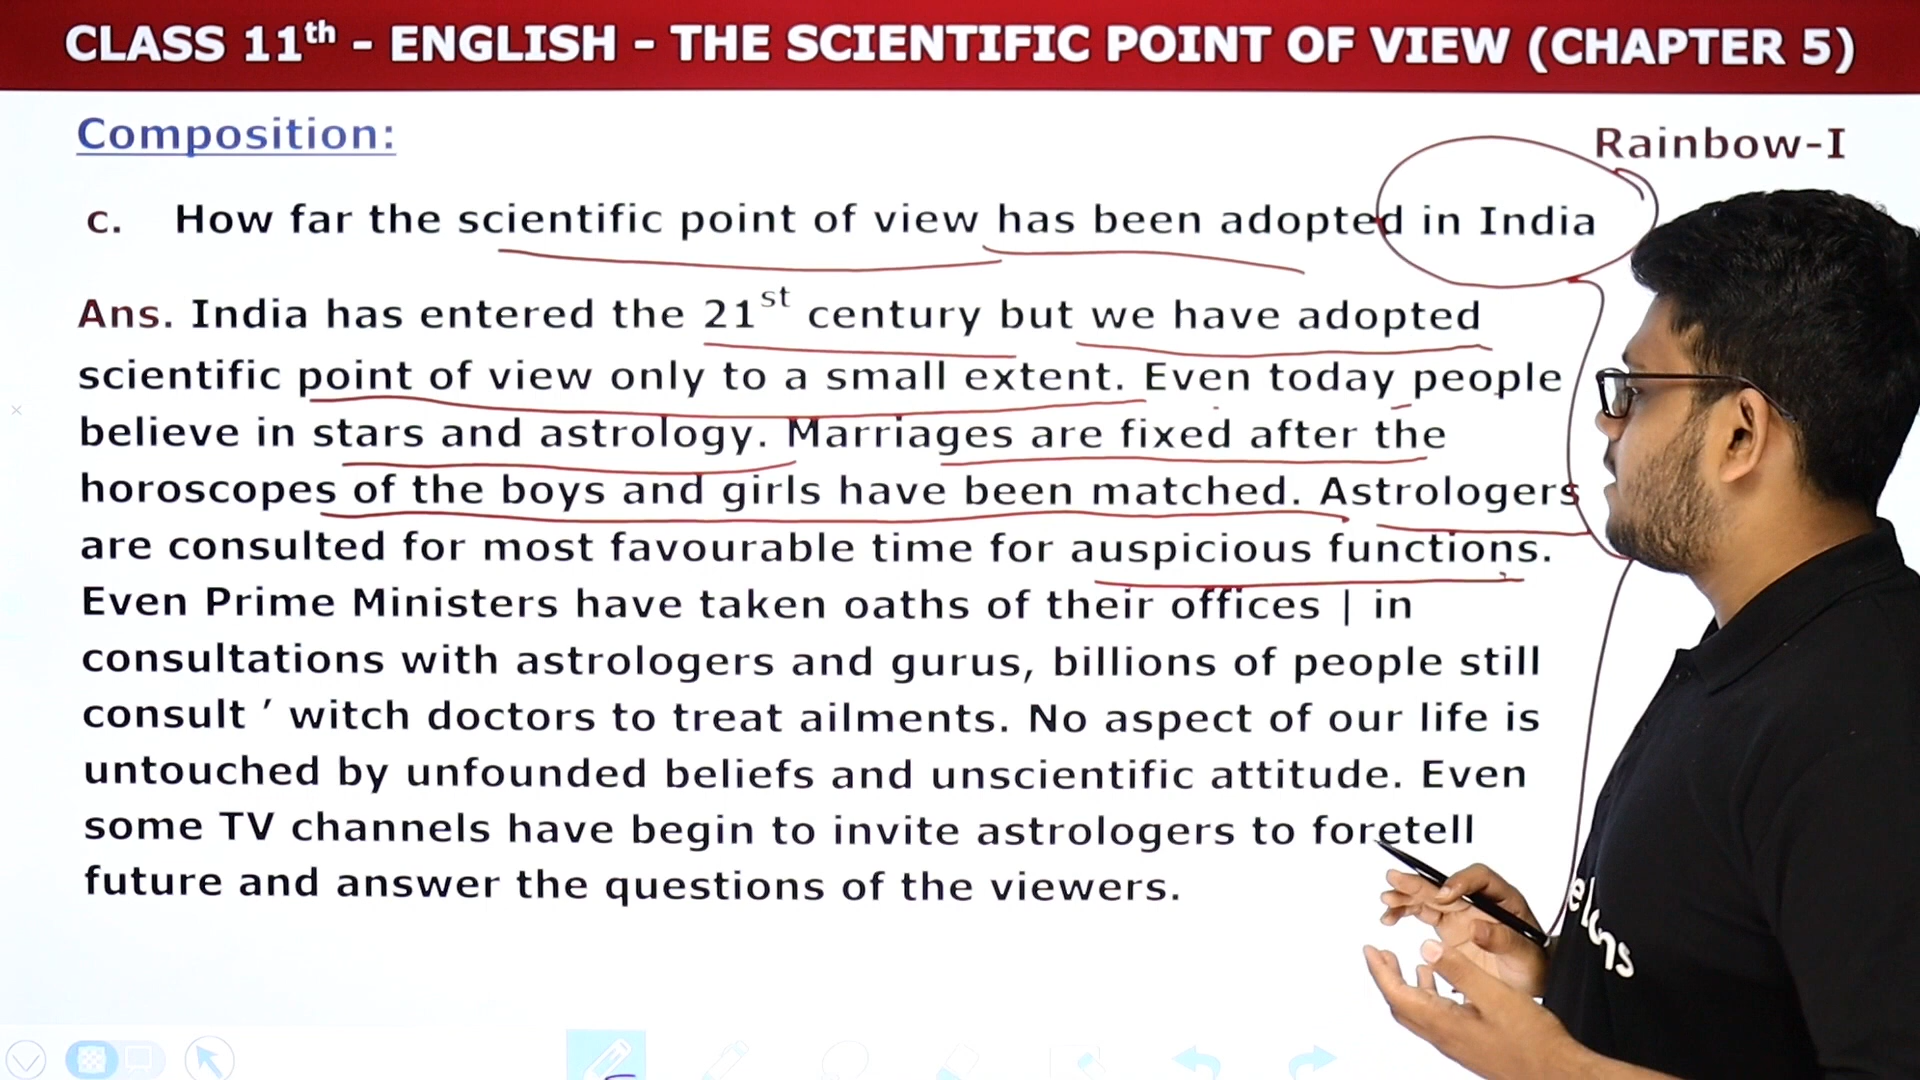 CLASS 11th - ENGLISH - THE SCIENTIFIC POINT OF VIEW (CHAPTER 5)
Composition:
Rainbow-I
c. How far the scientific point of view has been adopted in India
Ans. India has entered the 21st century but we have adopted
scientific point of view only to a small extent. Even today people
believe in stars and astrology. Marriages are fixed after the
horoscopes of the boys and girls have been matched. Astrologers
are consulted for most favourable time for auspicious functions.
Even Prime Ministers have taken oaths of their offices | in
consultations with astrologers and gurus, billions of people still
consult ’ witch doctors to treat ailments. No aspect of our life is
untouched by unfounded beliefs and unscientific attitude. Even
some TV channels have begin to invite astrologers to foretell
future and answer the questions of the viewers.